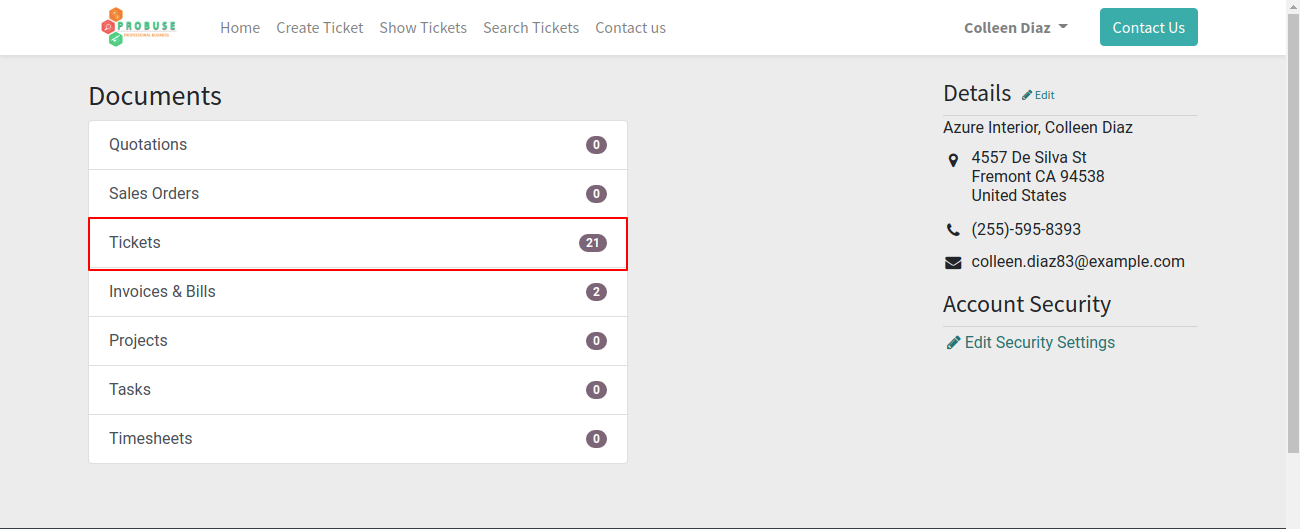 PROBUSE
PROFESSIONAL BUSINESS
Home
Create Ticket
Show Tickets
Search Tickets
Contact us
Colleen Diaz
Contact Us
Documents
Quotations 0
Sales Orders 0
Tickets 21
Invoices & Bills 2
Projects 0
Tasks 0
Timesheets 0
Details
Edit
Azure Interior, Colleen Diaz
4557 De Silva St
Fremont CA 94538
United States
(255)-595-8393
colleen.diaz83@example.com
Account Security
Edit Security Settings